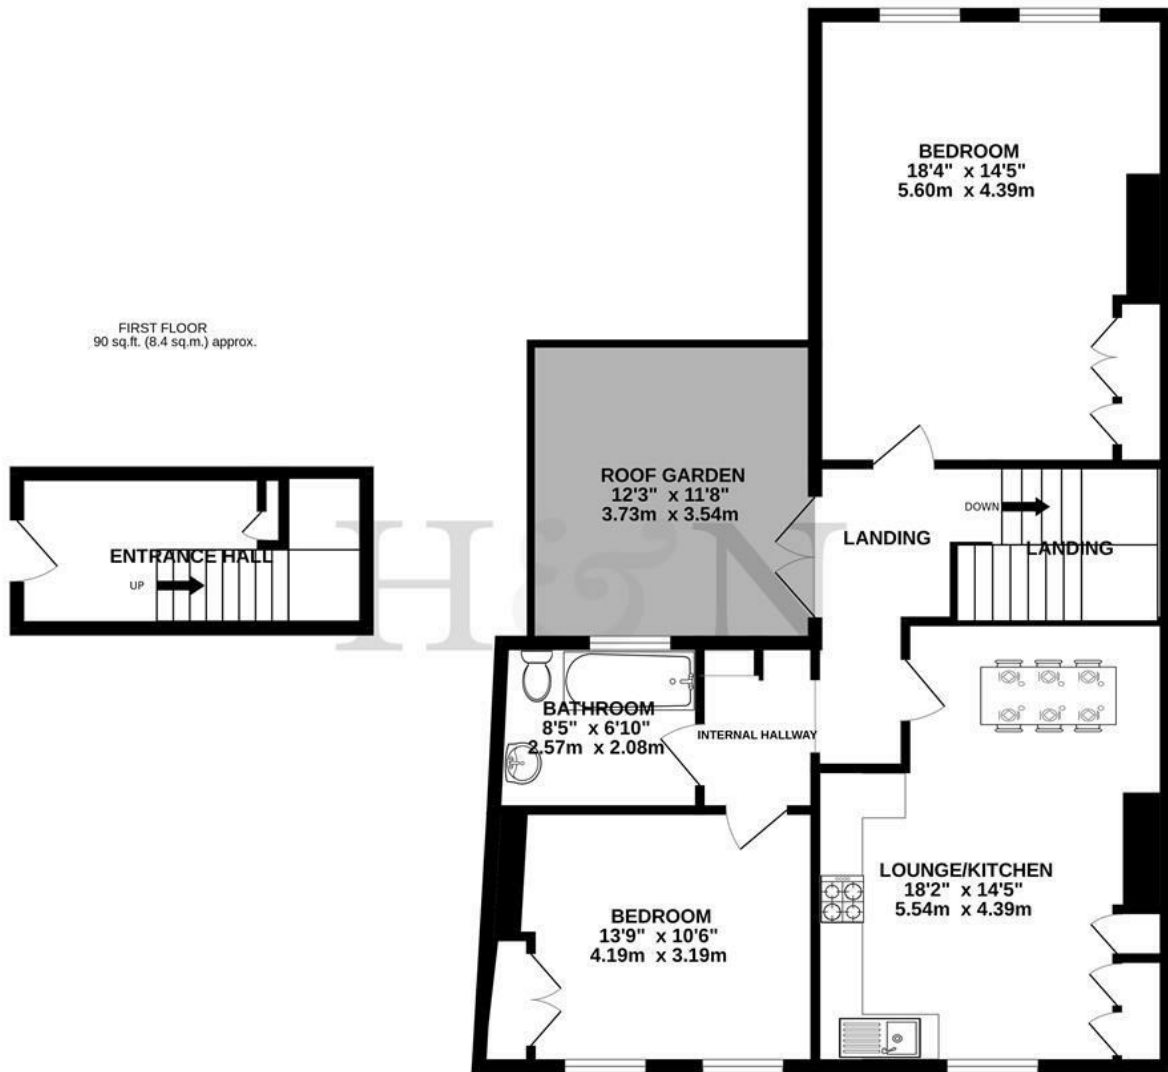 BEDROOM
18'4" x 14'5"
5.60m x 4.39m
FIRST FLOOR
90 sq.ft. (8.4 sq.m.) approx.
ROOF GARDEN
12'3" x 11'8"
3.73m x 3.54m
DOWN
LANDING
LANDING
ENTRANCE HALL
UP
H&N
BATHROOM
8'5" x 6'10"
2.57m x 2.08m
INTERNAL HALLWAY
LOUNGE/KITCHEN
18'2" x 14'5"
5.54m x 4.39m
BEDROOM
13'9" x 10'6"
4.19m x 3.19m